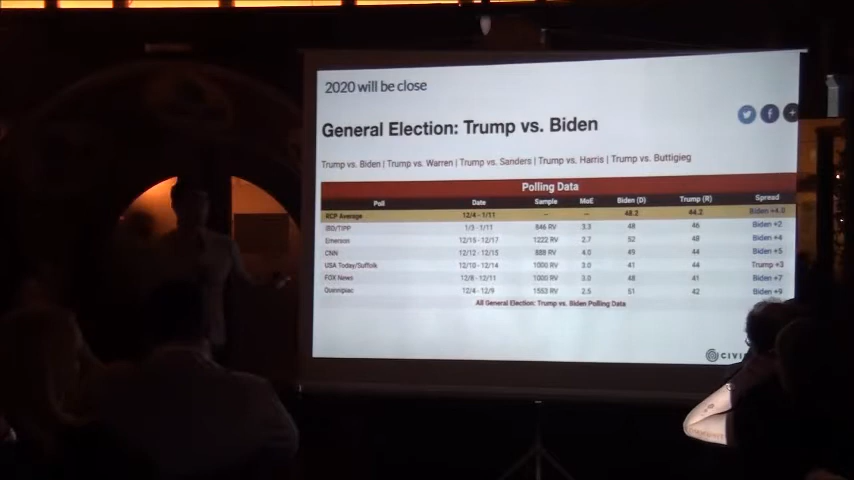 2020 will be close
General Election: Trump vs. Biden
Trump vs. Biden | Trump vs. Warren | Trump vs. Sanders | Trump vs. Harris | Trump vs. Buttigieg
Polling Data
Poll Date Sample MoE Biden (D) Trump (R) Spread
RCP Average 12/4 - 1/11 -- -- 48.2 44.2 Biden +4.0
IBD/TIPP 1/3 - 1/11 846 RV 3.3 48 46 Biden +2
Emerson 12/15 - 12/17 1222 RV 2.7 52 48 Biden +4
CNN 12/12 - 12/15 888 RV 4.0 49 44 Biden +5
USA Today/Suffolk 12/10 - 12/14 1000 RV 3.0 41 44 Trump +3
FOX News 12/8 - 12/11 1000 RV 3.0 48 41 Biden +7
Quinnipiac 12/4 - 12/9 1553 RV 2.5 51 42 Biden +9
All General Election: Trump vs. Biden Polling Data
CIVI